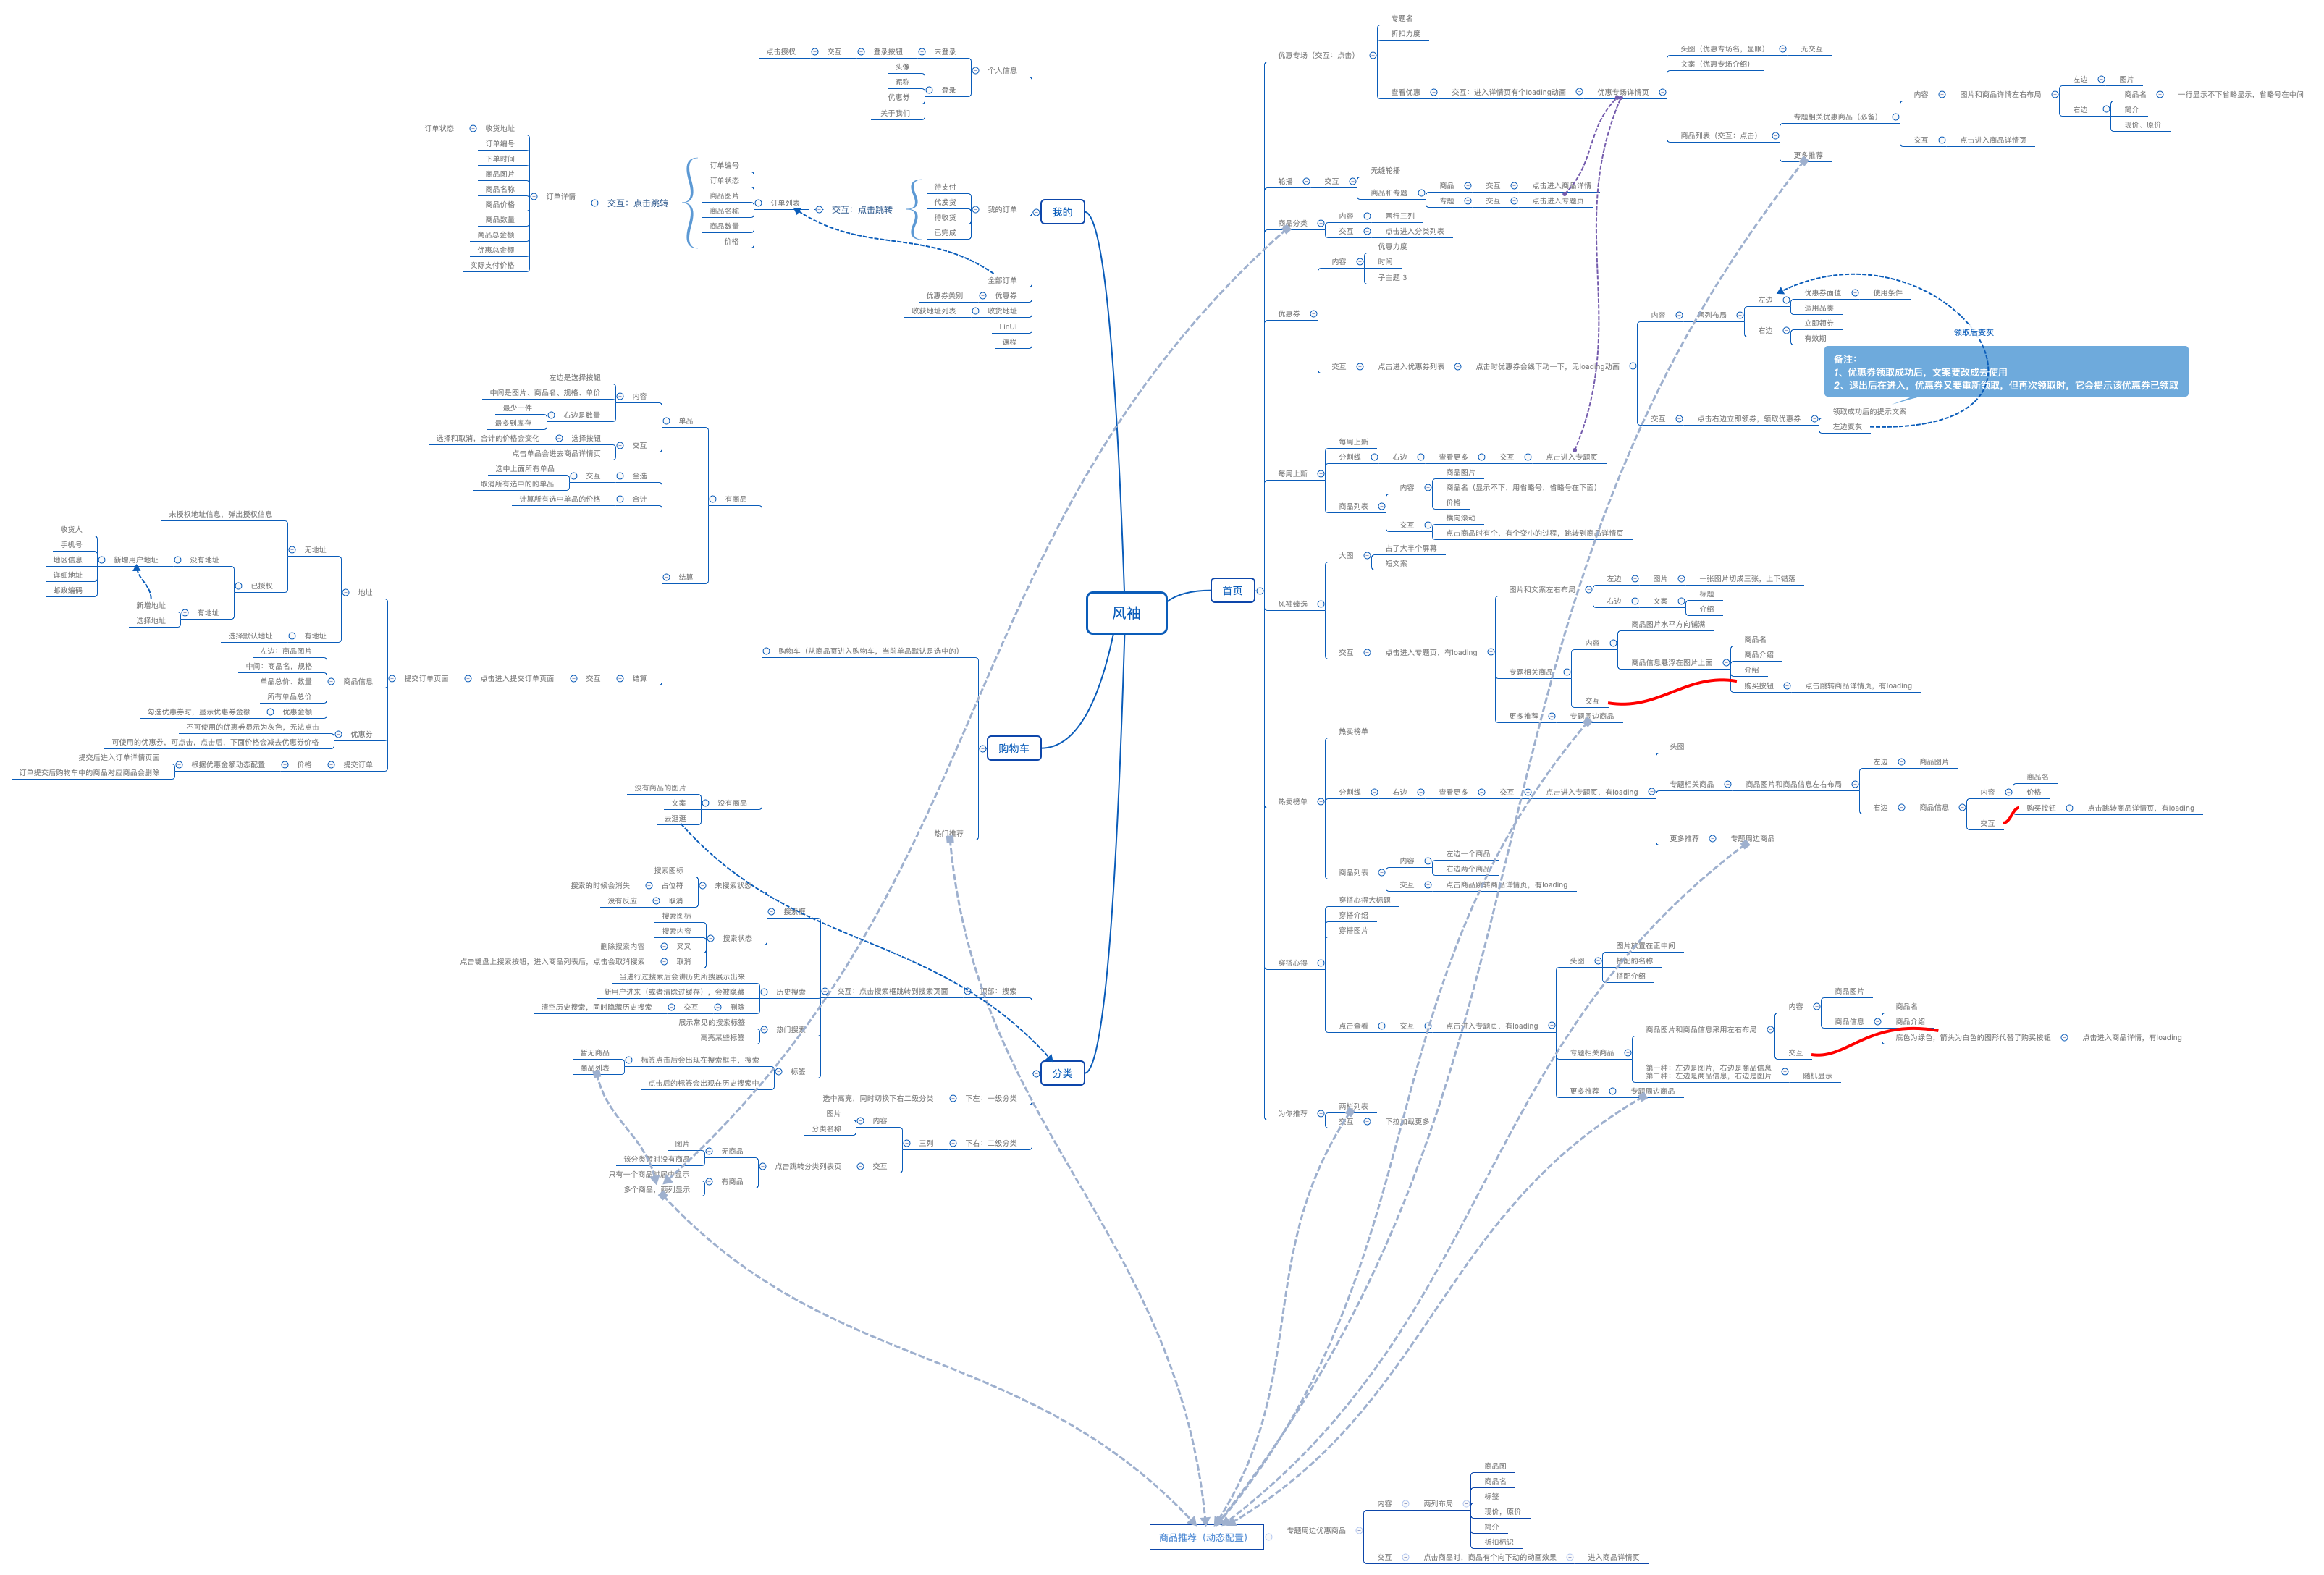 风袖
我的
个人信息
未登录
登录按钮
交互
点击授权
登录
头像
昵称
优惠券
关于我们
我的订单
待支付
代发货
待收货
已完成
交互：点击跳转
订单列表
订单编号
订单状态
商品图片
商品名称
商品数量
价格
交互：点击跳转
订单详情
收货地址
订单状态
订单编号
下单时间
商品图片
商品名称
商品价格
商品数量
商品总金额
优惠总金额
实际支付价格
全部订单
优惠券
优惠券类别
收货地址
收获地址列表
LinUI
课程
购物车
购物车（从商品页进入购物车，当前单品默认是选中的）
有商品
单品
内容
左边是选择按钮
中间是图片、商品名、规格、单价
右边是数量
最少一件
最多到库存
交互
选择按钮
选择和取消，合计的价格会变化
点击单品会进去商品详情页
结算
全选
交互
选中上面所有单品
取消所有选中的的单品
合计
计算所有选中单品的价格
结算
交互
点击进入提交订单页面
提交订单页面
地址
无地址
未授权地址信息，弹出授权信息
已授权
没有地址
新增用户地址
收货人
手机号
地区信息
详细地址
邮政编码
有地址
新增地址
选择地址
有地址
选择默认地址
商品信息
左边：商品图片
中间：商品名，规格
单品总价、数量
所有单品总价
优惠金额
勾选优惠券时，显示优惠券金额
优惠券
不可使用的优惠券显示为灰色，无法点击
可使用的优惠券，可点击，点击后，下面价格会减去优惠券价格
提交订单
价格
根据优惠金额动态配置
提交后进入订单详情页面
订单提交后购物车中的商品对应商品会删除
没有商品
没有商品的图片
文案
去逛逛
热门推荐
分类
顶部：搜索
交互：点击搜索框跳转到搜索页面
搜索框
未搜索状态
搜索图标
占位符
搜索的时候会消失
取消
没有反应
搜索状态
搜索图标
搜索内容
叉叉
删除搜索内容
取消
点击键盘上搜索按钮，进入商品列表后，点击会取消搜索
历史搜索
当进行过搜索后会讲历史所搜展示出来
新用户进来（或者清除过缓存），会被隐藏
删除
交互
清空历史搜索，同时隐藏历史搜索
热门搜索
展示常见的搜索标签
高亮某些标签
标签
标签点击后会出现在搜索框中，搜索
暂无商品
商品列表
点击后的标签会出现在历史搜索中
下左：一级分类
选中高亮，同时切换下右二级分类
下右：二级分类
三列
内容
图片
分类名称
交互
点击跳转分类列表页
无商品
图片
该分类暂时没有商品
有商品
只有一个商品时居中显示
多个商品，两列显示
首页
优惠专场（交互：点击）
专题名
折扣力度
查看优惠
交互：进入详情页有个loading动画
优惠专场详情页
头图（优惠专场名，显眼）
无交互
文案（优惠专场介绍）
商品列表（交互：点击）
专题相关优惠商品（必备）
内容
图片和商品详情左右布局
左边
图片
右边
商品名
一行显示不下省略显示，省略号在中间
简介
现价、原价
交互
点击进入商品详情页
更多推荐
轮播
交互
无缝轮播
商品和专题
商品
交互
点击进入商品详情
专题
交互
点击进入专题页
商品分类
内容
两行三列
交互
点击进入分类列表
优惠券
内容
优惠力度
时间
子主题 3
交互
点击进入优惠券列表
点击时优惠券会线下动一下，无loading动画
内容
两列布局
左边
优惠券面值
使用条件
适用品类
右边
立即领券
有效期
领取后变灰
备注：
1、优惠券领取成功后，文案要改成去使用
2、退出后在进入，优惠券又要重新领取，但再次领取时，它会提示该优惠券已领取
交互
点击右边立即领券，领取优惠券
领取成功后的提示文案
左边变灰
每周上新
每周上新
分割线
右边
查看更多
交互
点击进入专题页
商品列表
内容
商品图片
商品名（显示不下，用省略号，省略号在下面）
价格
交互
横向滚动
点击商品时有个，有个变小的过程，跳转到商品详情页
风袖臻选
大图
占了大半个屏幕
短文案
交互
点击进入专题页，有loading
图片和文案左右布局
左边
图片
一张图片切成三张，上下错落
右边
文案
标题
介绍
专题相关商品
内容
商品图片水平方向铺满
商品信息悬浮在图片上面
商品名
商品介绍
介绍
购买按钮
点击跳转商品详情页，有loading
交互
更多推荐
专题周边商品
热卖榜单
热卖榜单
分割线
右边
查看更多
交互
点击进入专题页，有loading
头图
专题相关商品
商品图片和商品信息左右布局
左边
商品图片
右边
商品信息
内容
商品名
价格
购买按钮
点击跳转商品详情页，有loading
交互
更多推荐
专题周边商品
商品列表
内容
左边一个商品
右边两个商品
交互
点击商品跳转商品详情页，有loading
穿搭心得
穿搭心得大标题
穿搭介绍
穿搭图片
点击查看
交互
点击进入专题页，有loading
头图
图片放置在正中间
搭配的名称
搭配介绍
专题相关商品
商品图片和商品信息采用左右布局
内容
商品图片
商品信息
商品名
商品介绍
底色为绿色，箭头为白色的图形代替了购买按钮
点击进入商品详情，有loading
交互
第一种：左边是图片，右边是商品信息
第二种：左边是商品信息，右边是图片
随机显示
更多推荐
专题周边商品
为你推荐
两栏列表
交互
下拉加载更多
商品推荐（动态配置）
专题周边优惠商品
内容
两列布局
商品图
商品名
标签
现价，原价
简介
折扣标识
交互
点击商品时，商品有个向下动的动画效果
进入商品详情页